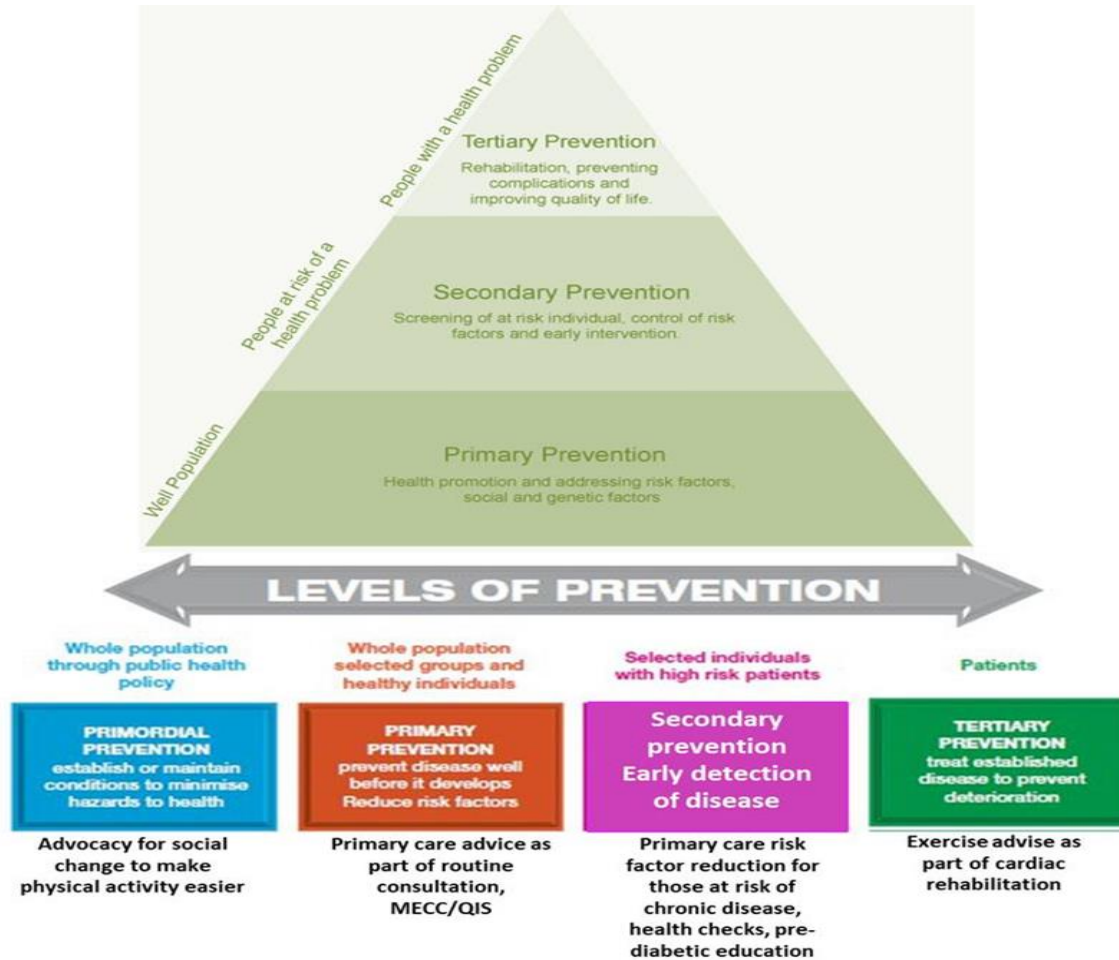 People with a health problem
Tertiary Prevention
Rehabilitation, preventing
complications and
improving quality of life.
People at risk of a
health problem
Secondary Prevention
Screening of at risk individual, control of risk
factors and early intervention.
Well Population
Primary Prevention
Health promotion and addressing risk factors,
social and genetic factors
LEVELS OF PREVENTION
Whole population
through public health
policy
PRIMORDIAL
PREVENTION
establish or maintain
conditions to minimise
hazards to health
Advocacy for social
change to make
physical activity easier
Whole population
selected groups and
healthy individuals
PRIMARY
PREVENTION
prevent disease well
before it develops
Reduce risk factors
Primary care advice as
part of routine
consultation,
MECC/QIS
Selected individuals
with high risk patients
Secondary
prevention
Early detection
of disease
Primary care risk
factor reduction for
those at risk of
chronic disease,
health checks, pre-
diabetic education
Patients
TERTIARY
PREVENTION
treat established
disease to prevent
deterioration
Exercise advise as
part of cardiac
rehabilitation